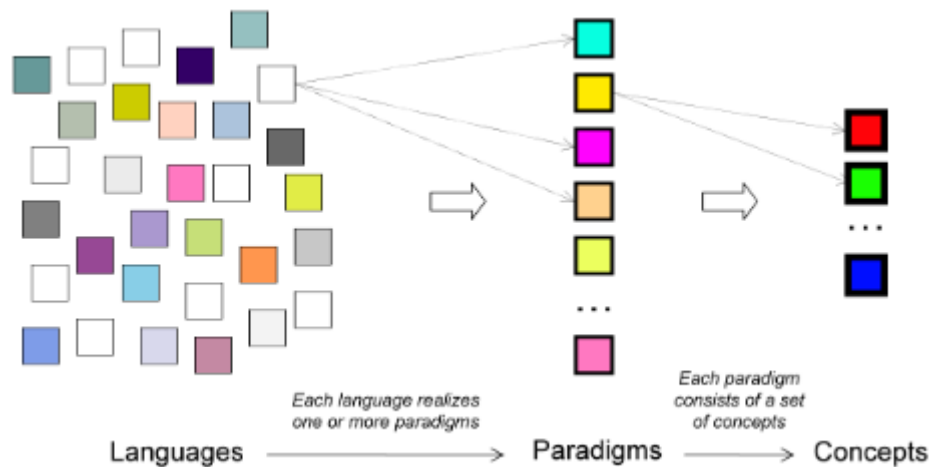 ...
...
Each language realizes
one or more paradigms
Each paradigm
consists of a set
of concepts
Languages
Paradigms
Concepts